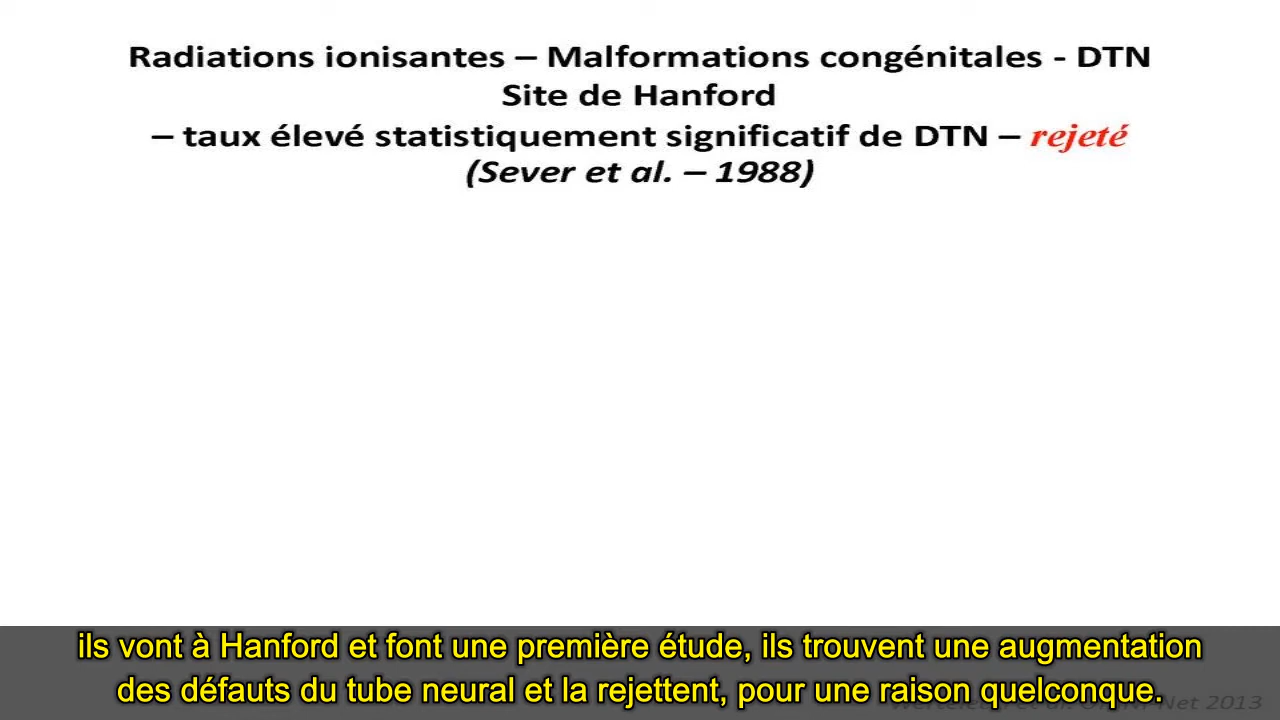 Radiations ionisantes – Malformations congénitales - DTN
Site de Hanford
– taux élevé statistiquement significatif de DTN – rejeté
(Sever et al. – 1988)
ils vont à Hanford et font une première étude, ils trouvent une augmentation
des défauts du tube neural et la rejettent, pour une raison quelconque.
Net 2013